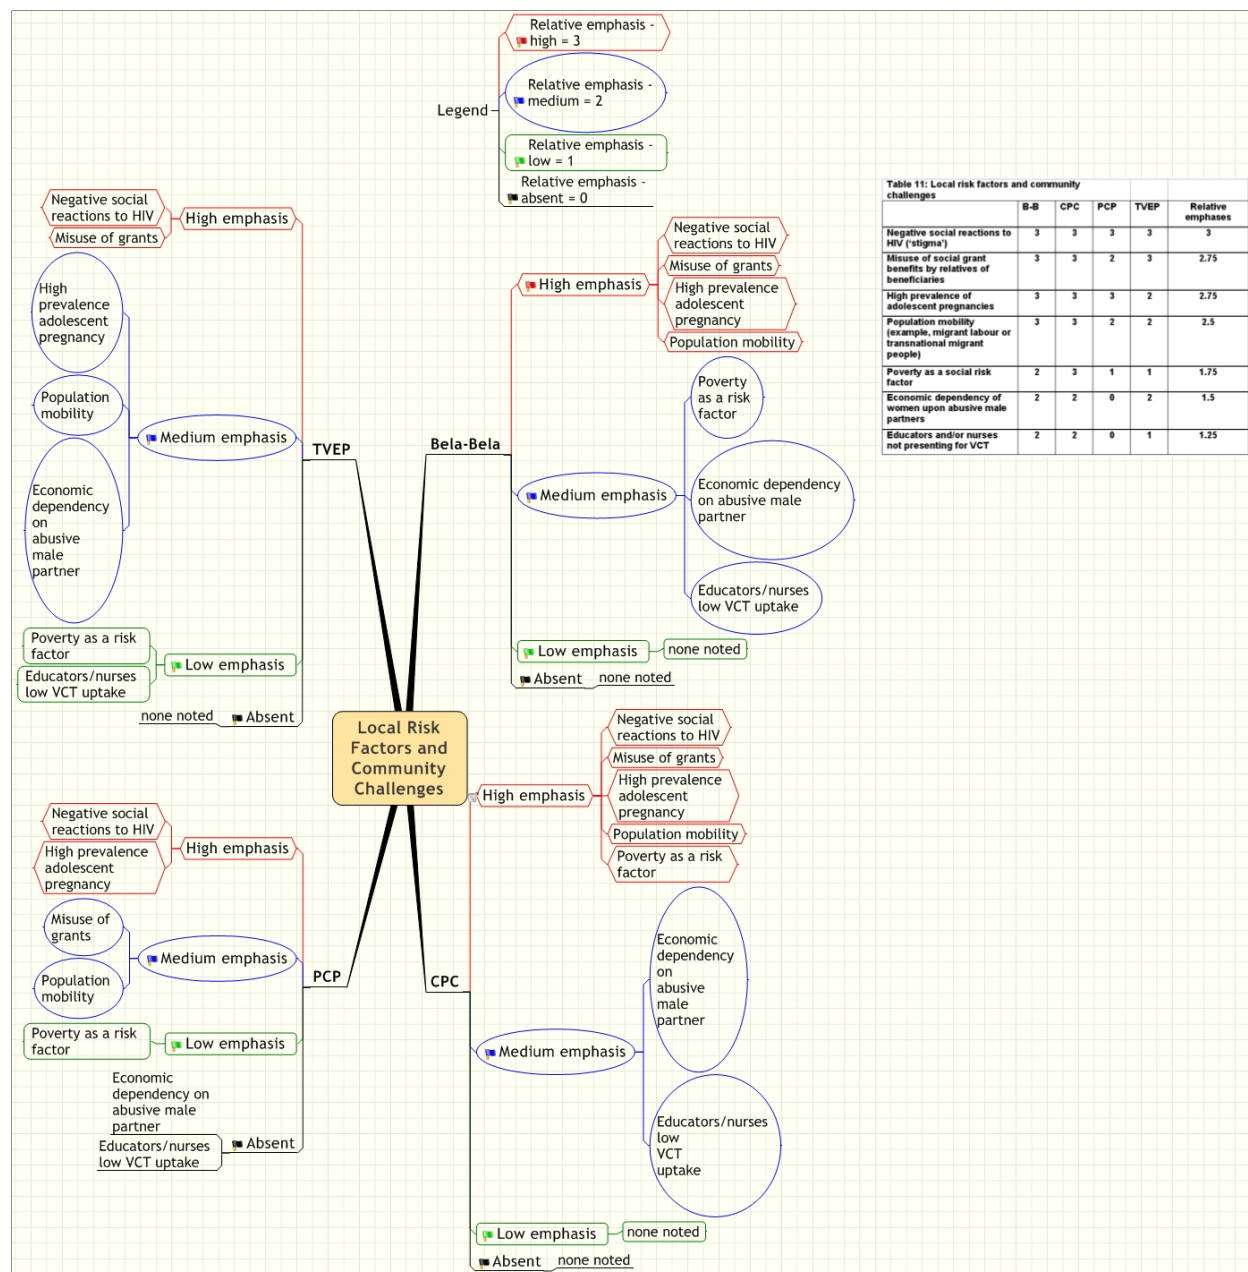 Legend
Relative emphasis -
high = 3
Relative emphasis -
medium = 2
Relative emphasis -
low = 1
Relative emphasis -
absent = 0
Table 11: Local risk factors and community
challenges
B-B CPC PCP TVEP Relative
emphases
Negative social reactions to
HIV ('stigma') 3 3 3 3 3
Misuse of social grant
benefits by relatives of
beneficiaries 3 3 2 3 2.75
High prevalence of
adolescent pregnancies 3 3 3 2 2.75
Population mobility
(example, migrant labour or
transnational migrant
people) 3 3 2 2 2.5
Poverty as a social risk
factor 2 3 1 1 1.75
Economic dependency of
women upon abusive male
partners 2 2 0 2 1.5
Educators and/or nurses
not presenting for VCT 2 2 0 1 1.25
Local Risk
Factors and
Community
Challenges
TVEP
High emphasis
Negative social
reactions to HIV
Misuse of grants
Medium emphasis
High
prevalence
adolescent
pregnancy
Population
mobility
Economic
dependency
on
abusive
male
partner
Low emphasis
Poverty as a risk
factor
Educators/nurses
low VCT uptake
Absent
none noted
Bela-Bela
High emphasis
Negative social
reactions to HIV
Misuse of grants
High prevalence
adolescent
pregnancy
Population mobility
Medium emphasis
Poverty
as a risk
factor
Economic dependency
on abusive male
partner
Educators/nurses
low VCT uptake
Low emphasis
none noted
Absent
none noted
PCP
High emphasis
Negative social
reactions to HIV
High prevalence
adolescent
pregnancy
Medium emphasis
Misuse of
grants
Population
mobility
Low emphasis
Poverty as a risk
factor
Absent
Economic
dependency on
abusive male
partner
Educators/nurses
low VCT uptake
CPC
High emphasis
Negative social
reactions to HIV
Misuse of grants
High prevalence
adolescent
pregnancy
Population mobility
Poverty as a risk
factor
Medium emphasis
Economic
dependency
on
abusive
male
partner
Educators/nurses
low
VCT
uptake
Low emphasis
none noted
Absent
none noted